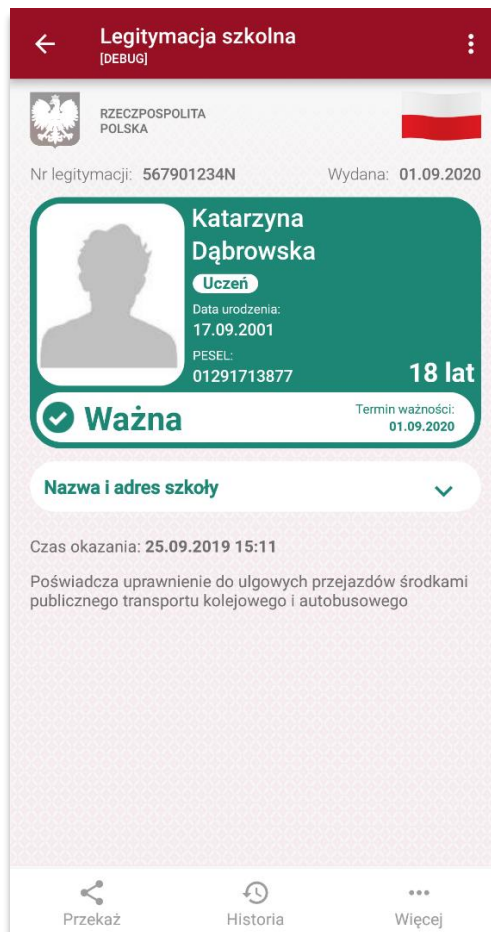 Legitymacja szkolna
[DEBUG]
RZECZPOSPOLITA
POLSKA
Nr legitymacji: 567901234N Wydana: 01.09.2020
Katarzyna
Dąbrowska
Uczeń
Data urodzenia:
17.09.2001
PESEL:
01291713877
18 lat
Ważna
Termin ważności:
01.09.2020
Nazwa i adres szkoły
Czas okazania: 25.09.2019 15:11
Poświadcza uprawnienie do ulgowych przejazdów środkami
publicznego transportu kolejowego i autobusowego
Przekaż Historia Więcej